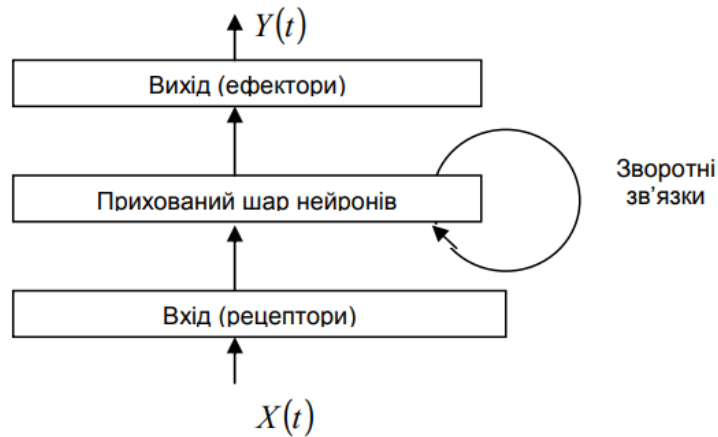 Y(t)
Вихід (ефектори)
Прихований шар нейронів
Зворотні
зв’язки
Вхід (рецептори)
X(t)